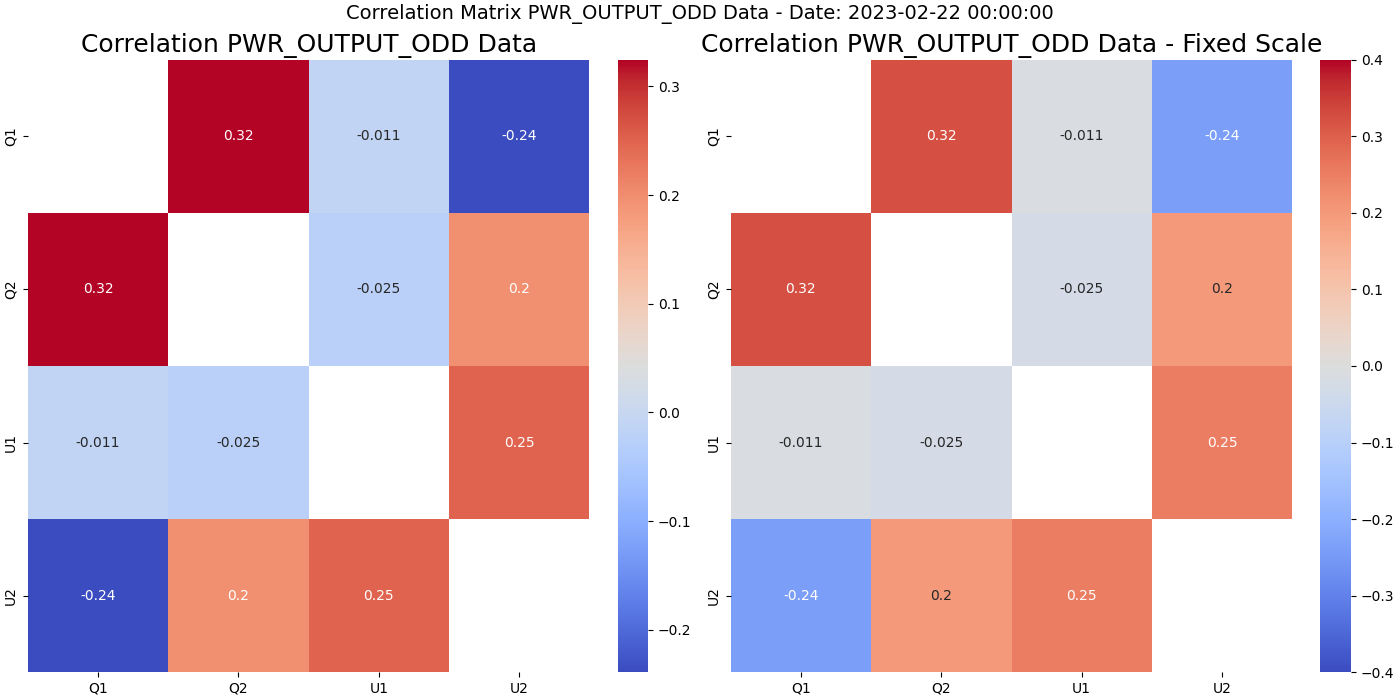 Correlation Matrix PWR_OUTPUT_ODD Data - Date: 2023-02-22 00:00:00
Correlation PWR_OUTPUT_ODD Data
Q1
Q2
U1
U2
0.32
-0.011
-0.24
0.32
-0.025
0.2
-0.011
-0.025
0.25
-0.24
0.2
0.25
Q1
Q2
U1
U2
0.3
0.2
0.1
0.0
−0.1
−0.2
Correlation PWR_OUTPUT_ODD Data - Fixed Scale
Q1
Q2
U1
U2
0.32
-0.011
-0.24
0.32
-0.025
0.2
-0.011
-0.025
0.25
-0.24
0.2
0.25
Q1
Q2
U1
U2
0.4
0.3
0.2
0.1
0.0
−0.1
−0.2
−0.3
−0.4